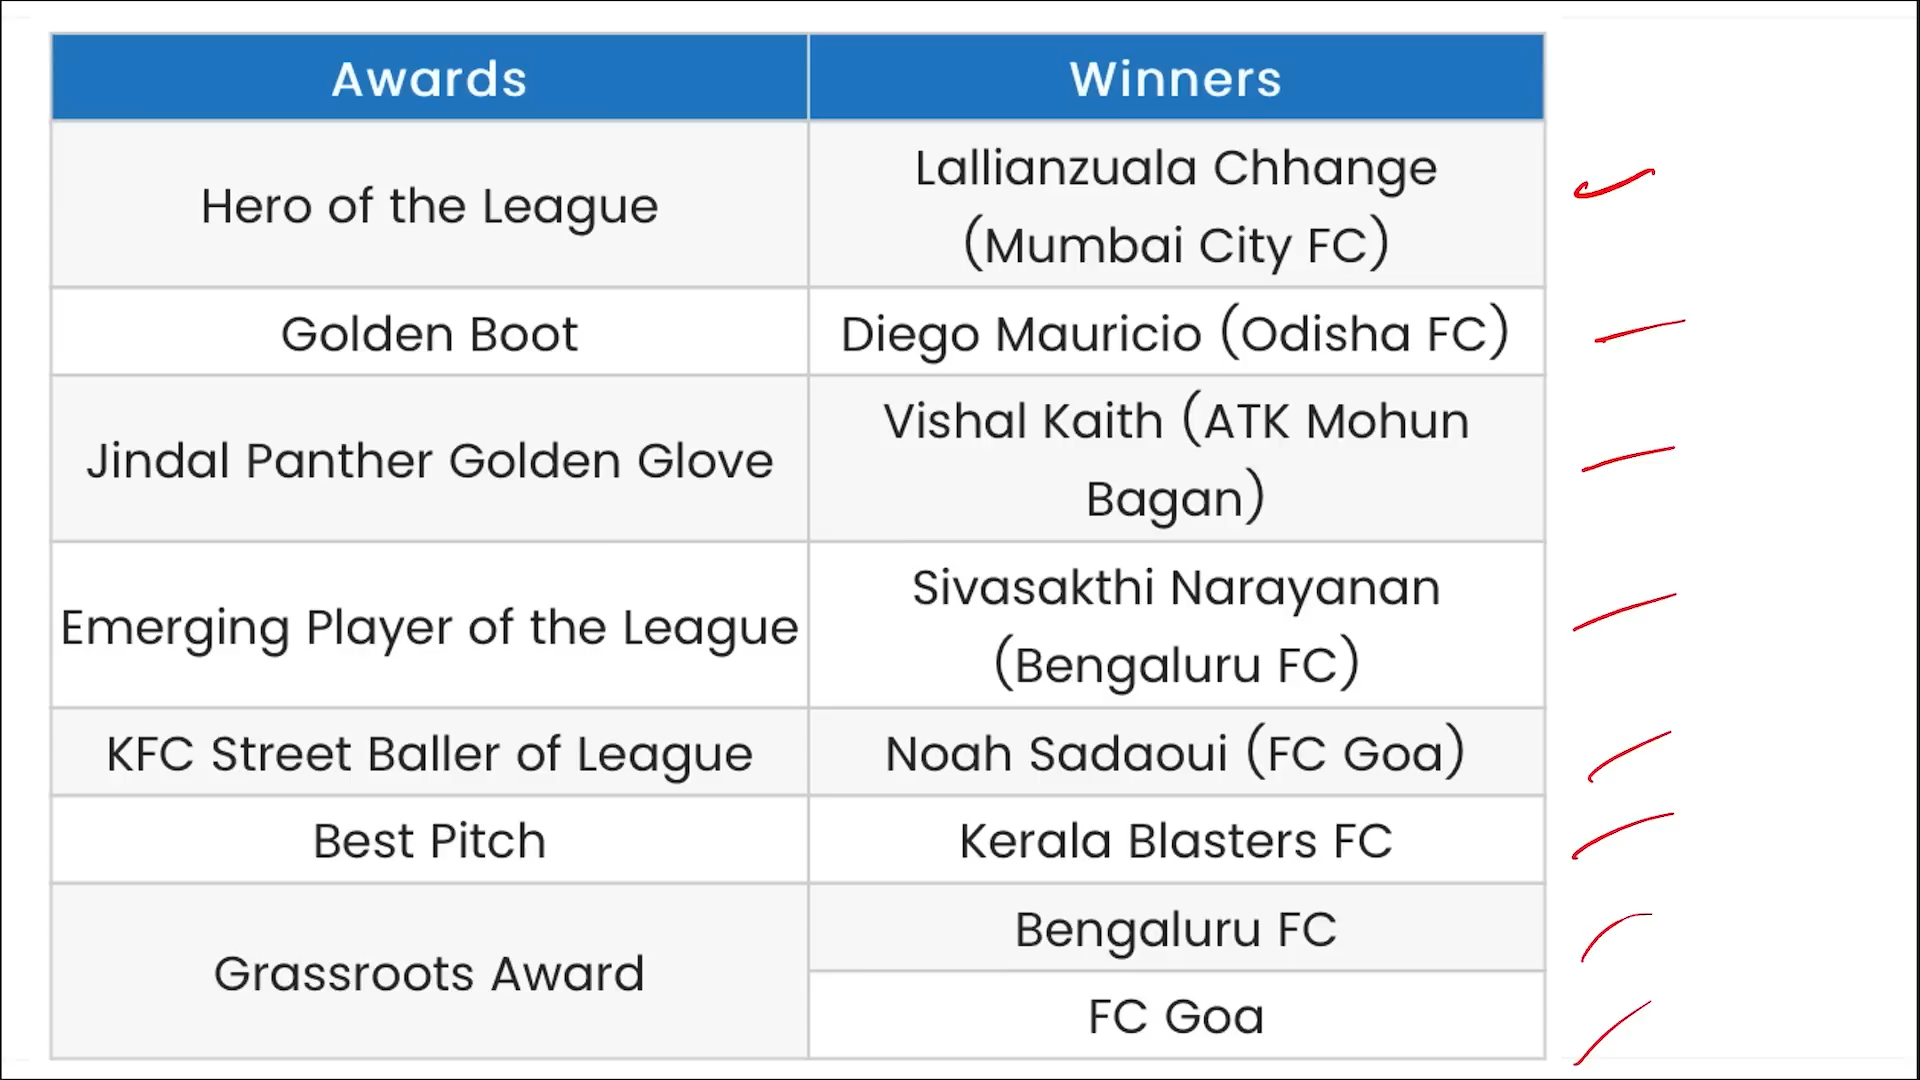 Awards Winners
Hero of the League
Lallianzuala Chhange
(Mumbai City FC)
Golden Boot
Diego Mauricio (Odisha FC)
Jindal Panther Golden Glove
Vishal Kaith (ATK Mohun
Bagan)
Emerging Player of the League
Sivasakthi Narayanan
(Bengaluru FC)
KFC Street Baller of League
Noah Sadaoui (FC Goa)
Best Pitch
Kerala Blasters FC
Grassroots Award
Bengaluru FC
FC Goa